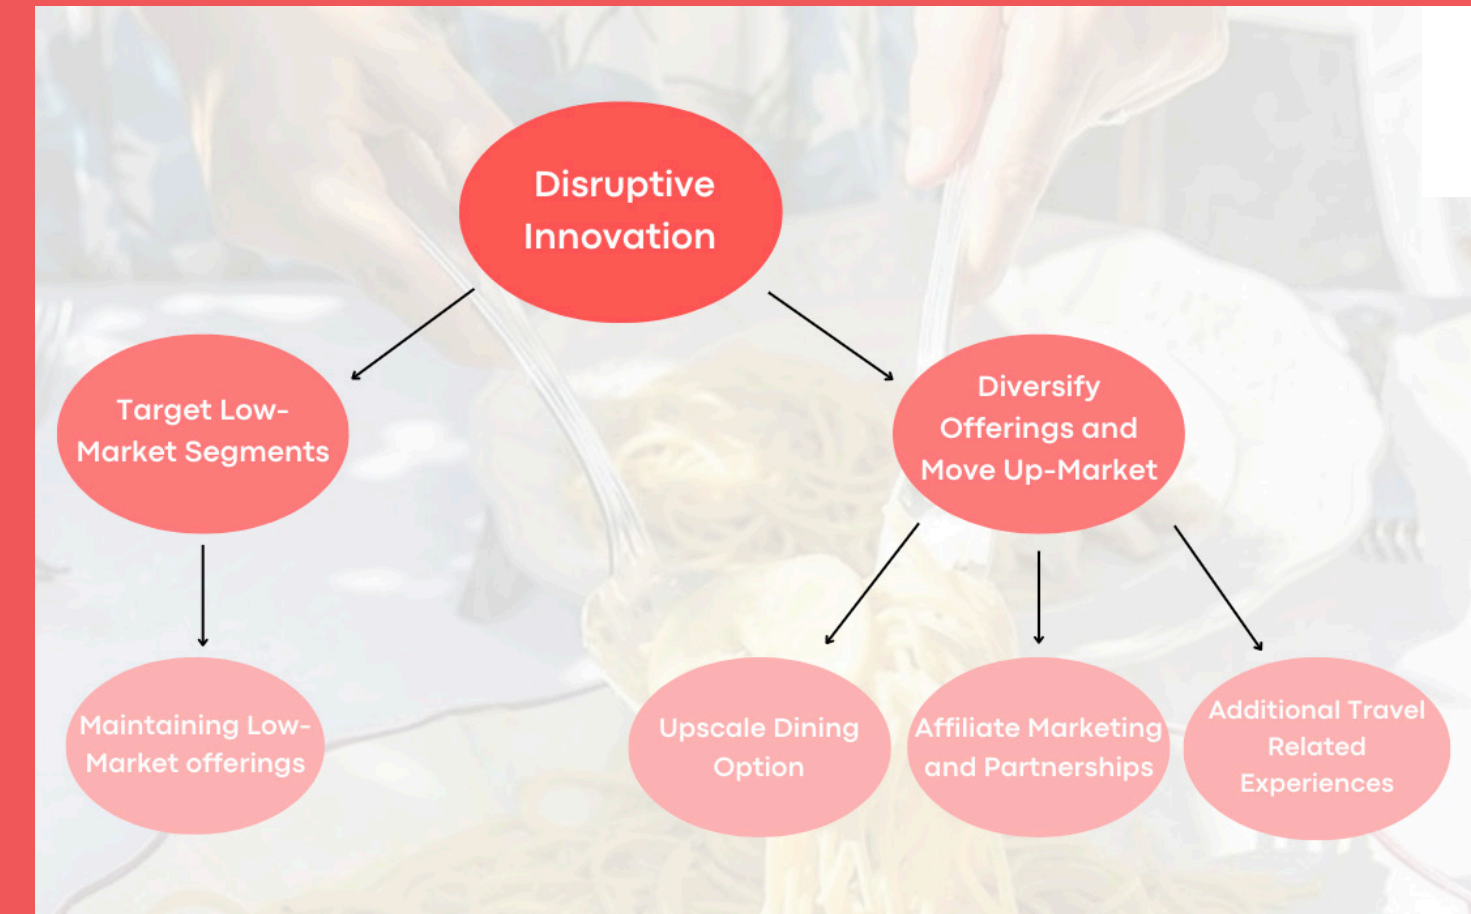 Disruptive
Innovation
Target Low-
Market Segments
Diversify
Offerings and
Move Up-Market
Maintaining Low-
Market offerings
Upscale Dining
Option
Affiliate Marketing
and Partnerships
Additional Travel
Related
Experiences